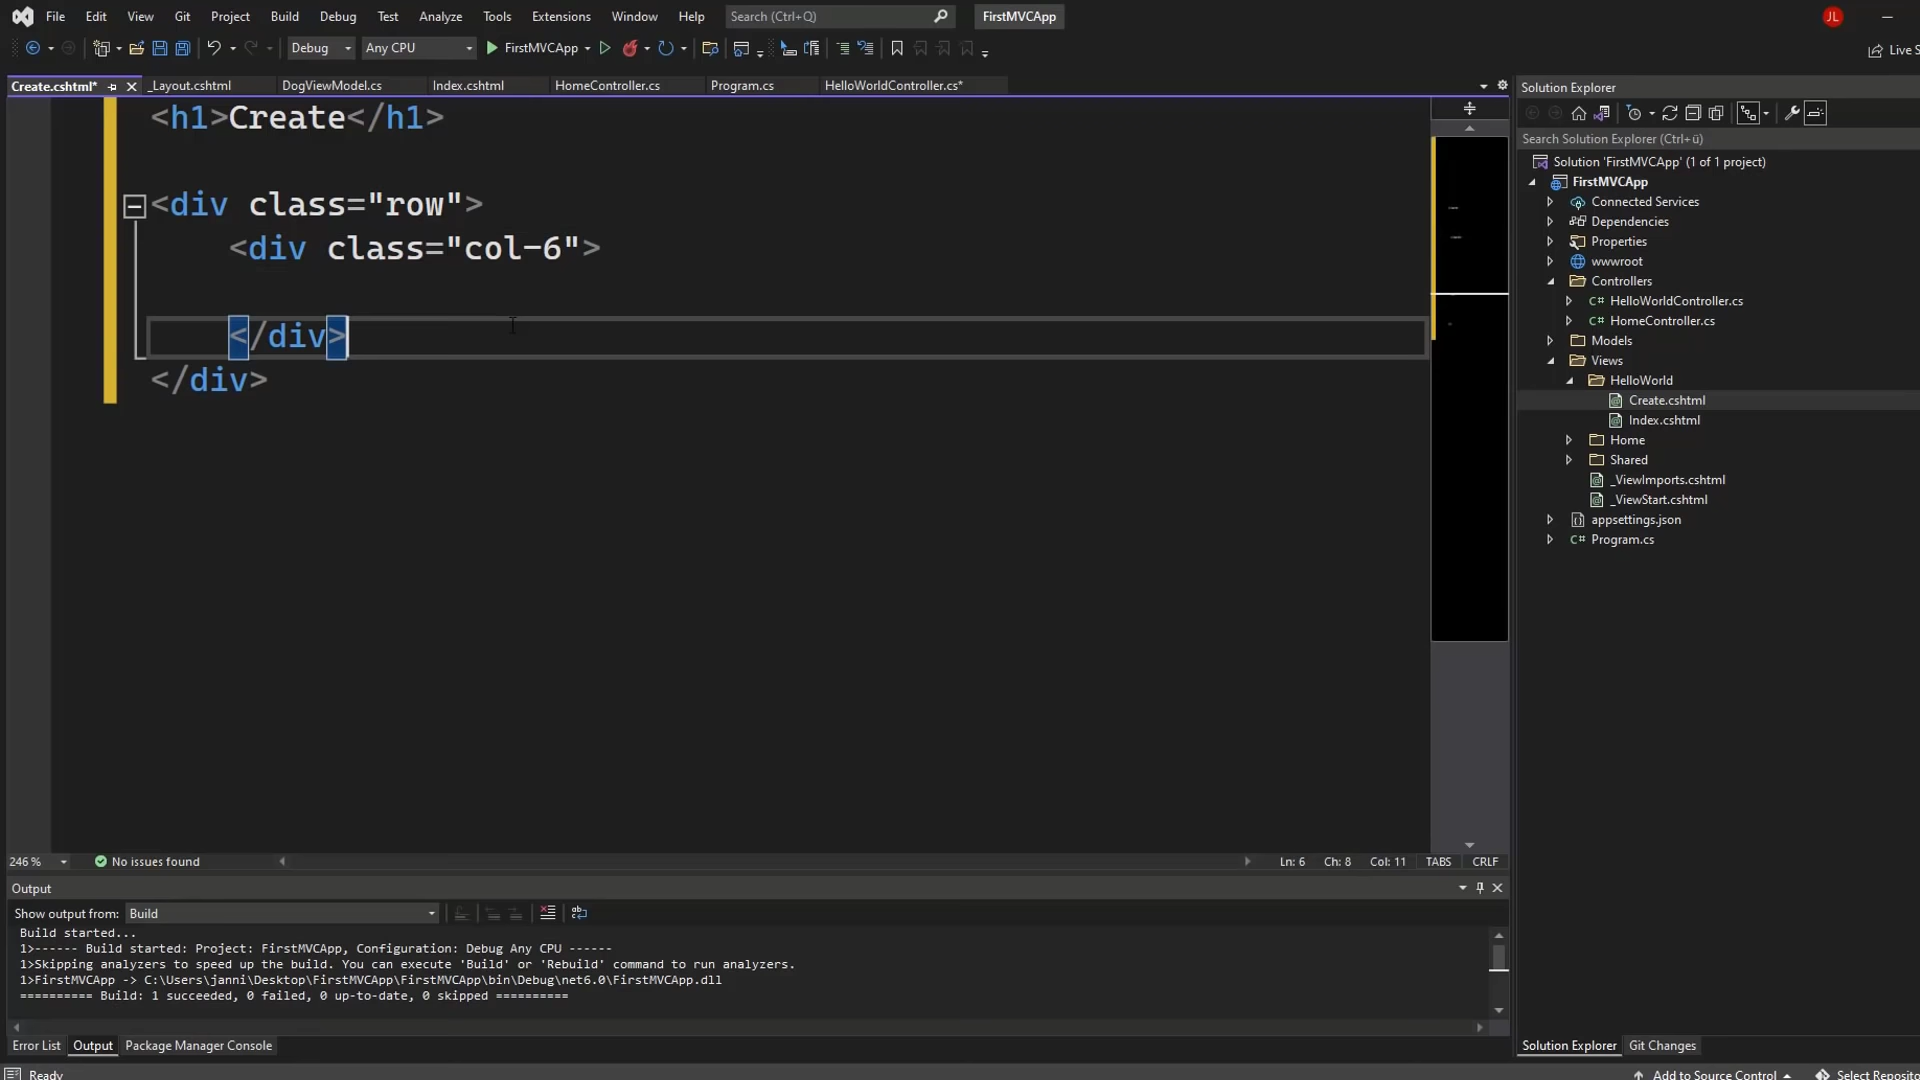 File Edit View Git Project Build Debug Test Analyze Tools Extensions Window Help Search (Ctrl+Q) FirstMVCApp JL
Debug Any CPU FirstMVCApp Live S
Create.cshtml* _Layout.cshtml DogViewModel.cs Index.cshtml HomeController.cs Program.cs HelloWorldController.cs*
<h1>Create</h1>
<div class="row">
<div class="col-6">
</div>
</div>
246 % No issues found Ln: 6 Ch: 8 Col: 11 TABS CRLF
Output
Show output from: Build
Build started...
1>------ Build started: Project: FirstMVCApp, Configuration: Debug Any CPU ------
1>Skipping analyzers to speed up the build. You can execute 'Build' or 'Rebuild' command to run analyzers.
1>FirstMVCApp -> C:\Users\janni\Desktop\FirstMVCApp\FirstMVCApp\bin\Debug\net6.0\FirstMVCApp.dll
========== Build: 1 succeeded, 0 failed, 0 up-to-date, 0 skipped ==========
Error List Output Package Manager Console
Solution Explorer
Search Solution Explorer (Ctrl+ü)
Solution 'FirstMVCApp' (1 of 1 project)
FirstMVCApp
Connected Services
Dependencies
Properties
wwwroot
Controllers
C# HelloWorldController.cs
C# HomeController.cs
Models
Views
HelloWorld
Create.cshtml
Index.cshtml
Home
Shared
_ViewImports.cshtml
_ViewStart.cshtml
appsettings.json
C# Program.cs
Solution Explorer Git Changes
Ready Add to Source Control Select Reposito